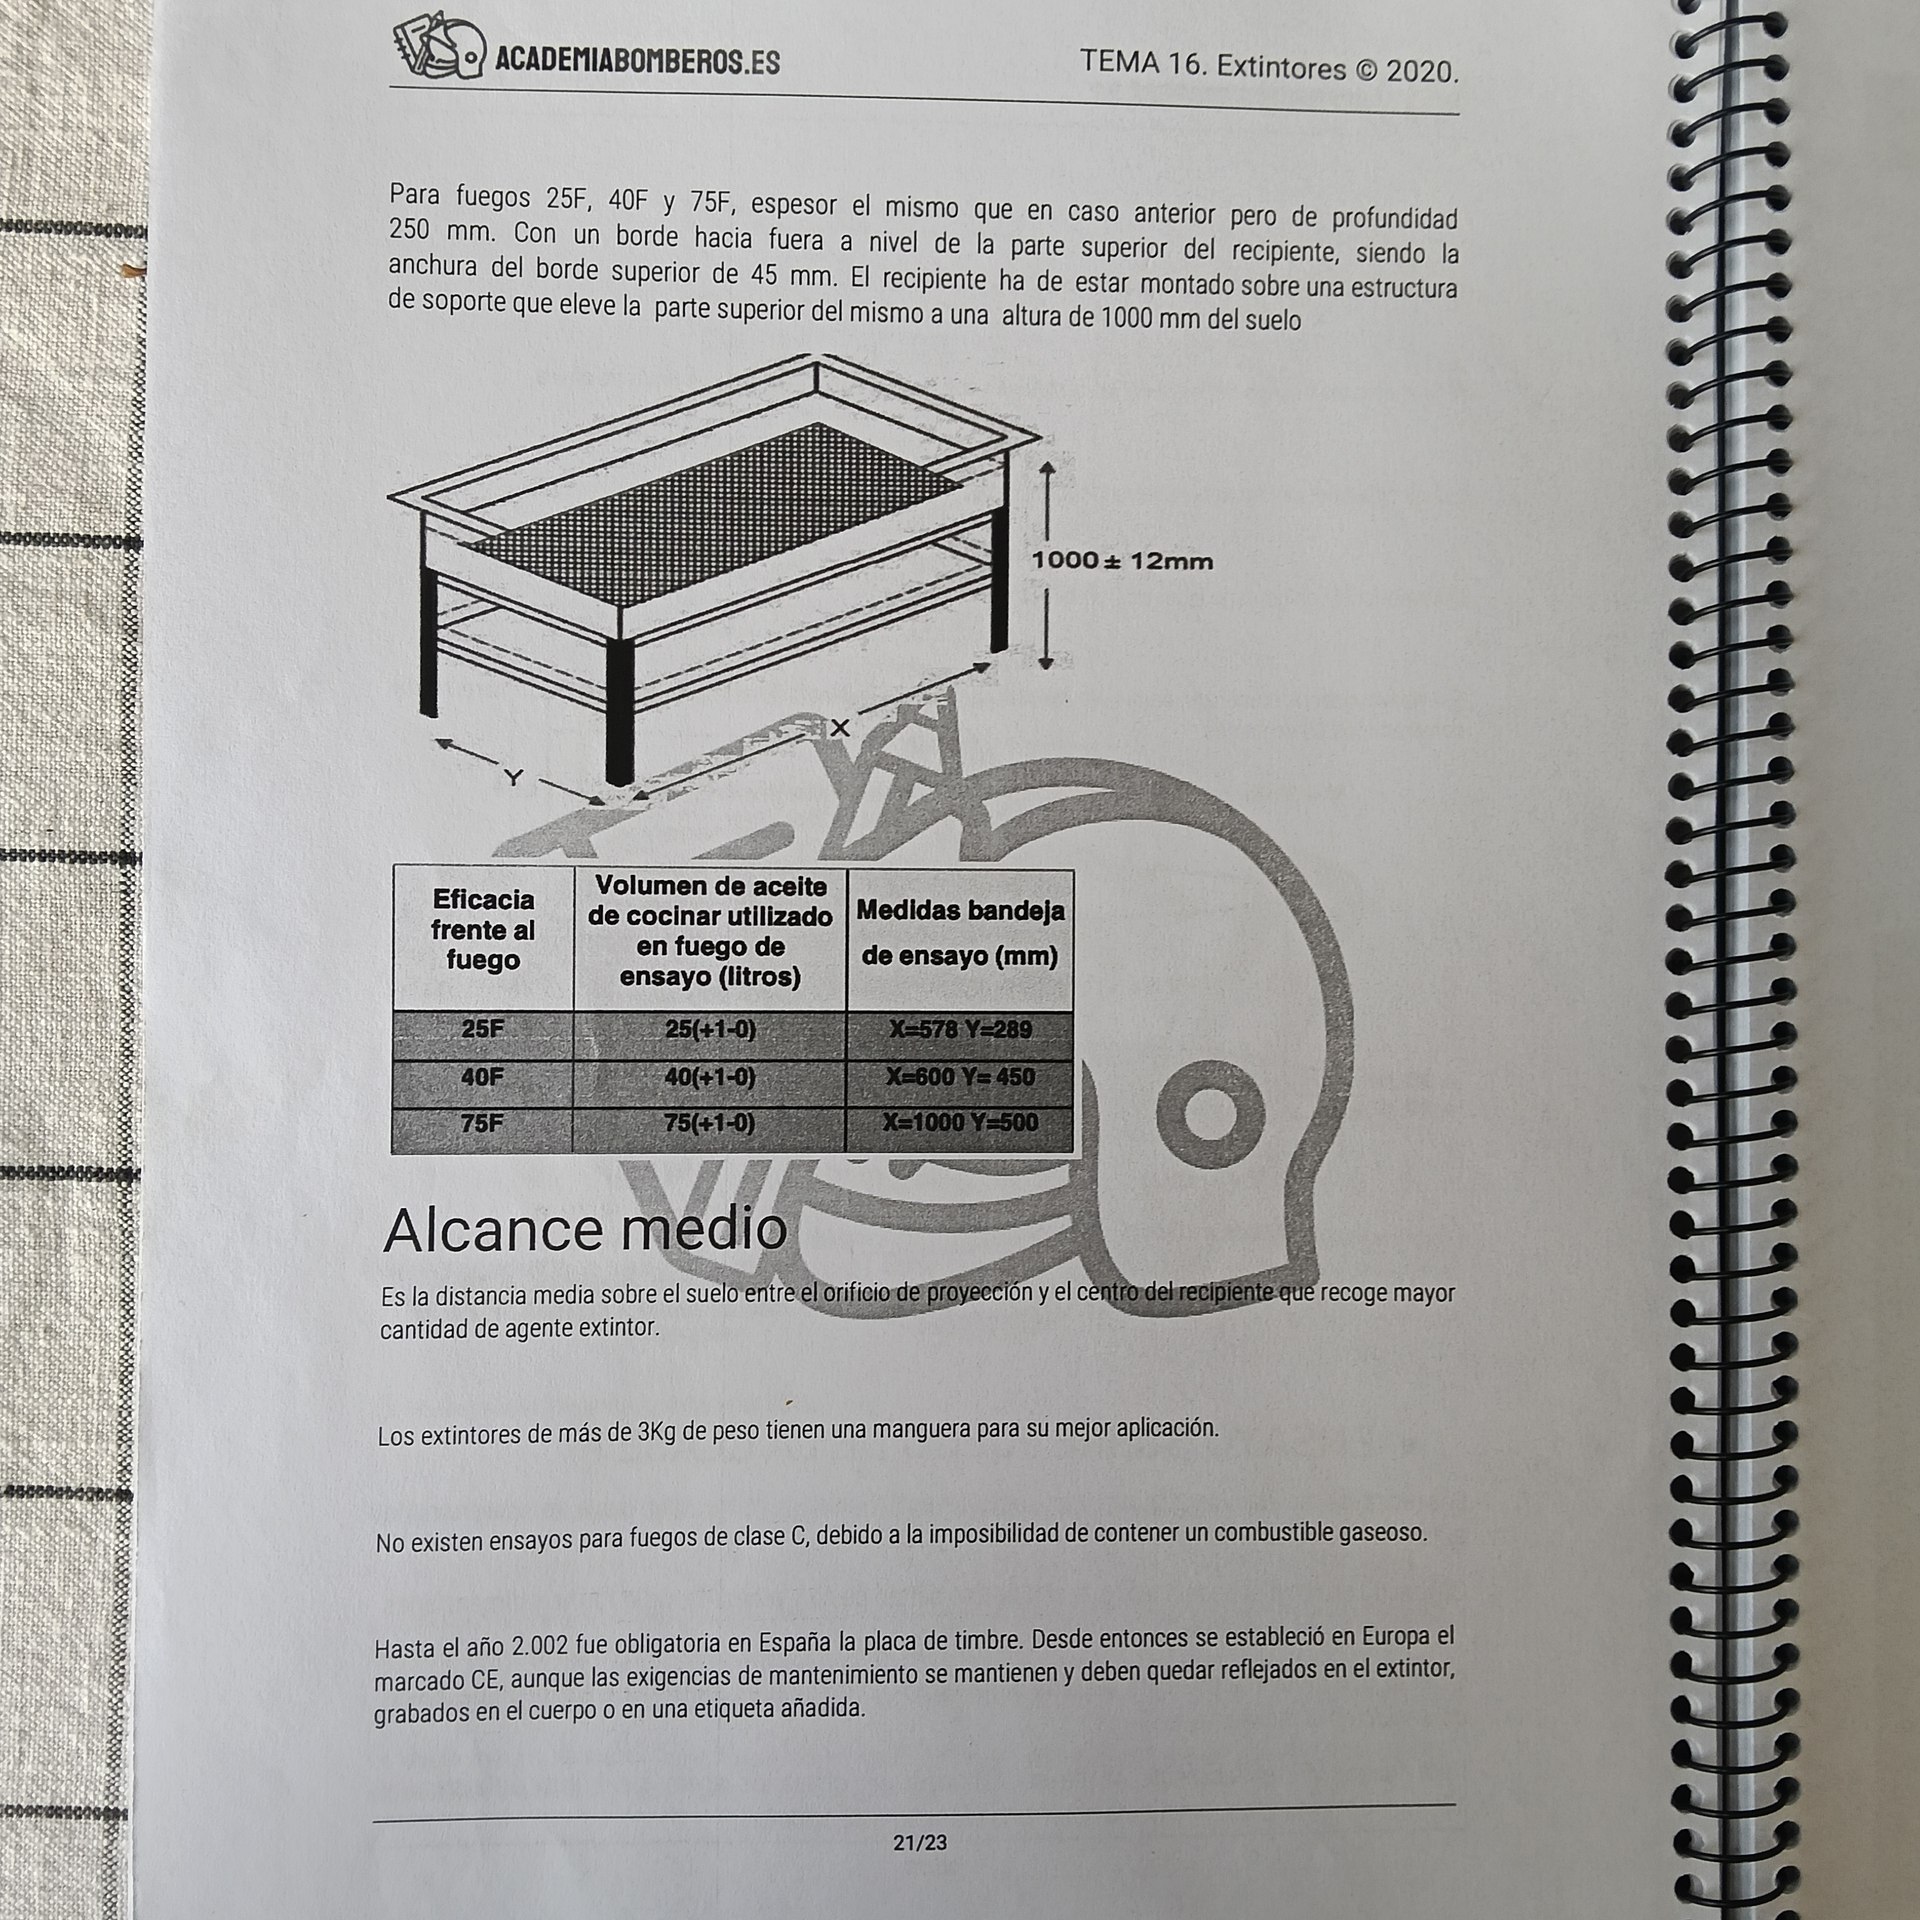 ACADEMIABOMBEROS.ES
TEMA 16. Extintores © 2020.
Para fuegos 25F, 40F y 75F, espesor el mismo que en caso anterior pero de profundidad
250 mm. Con un borde hacia fuera a nivel de la parte superior del recipiente, siendo la
anchura del borde superior de 45 mm. El recipiente ha de estar montado sobre una estructura
de soporte que eleve la parte superior del mismo a una altura de 1000 mm del suelo
1000 ± 12mm
X
Y
Eficacia
frente al
fuego
Volumen de aceite
de cocinar utilizado
en fuego de
ensayo (litros)
Medidas bandeja
de ensayo (mm)
25F 25(+1-0) X=578 Y=289
40F 40(+1-0) X=600 Y= 450
75F 75(+1-0) X=1000 Y=500
Alcance medio
Es la distancia media sobre el suelo entre el orificio de proyección y el centro del recipiente que recoge mayor
cantidad de agente extintor.
Los extintores de más de 3Kg de peso tienen una manguera para su mejor aplicación.
No existen ensayos para fuegos de clase C, debido a la imposibilidad de contener un combustible gaseoso.
Hasta el año 2.002 fue obligatoria en España la placa de timbre. Desde entonces se estableció en Europa el
marcado CE, aunque las exigencias de mantenimiento se mantienen y deben quedar reflejados en el extintor,
grabados en el cuerpo o en una etiqueta añadida.
21/23